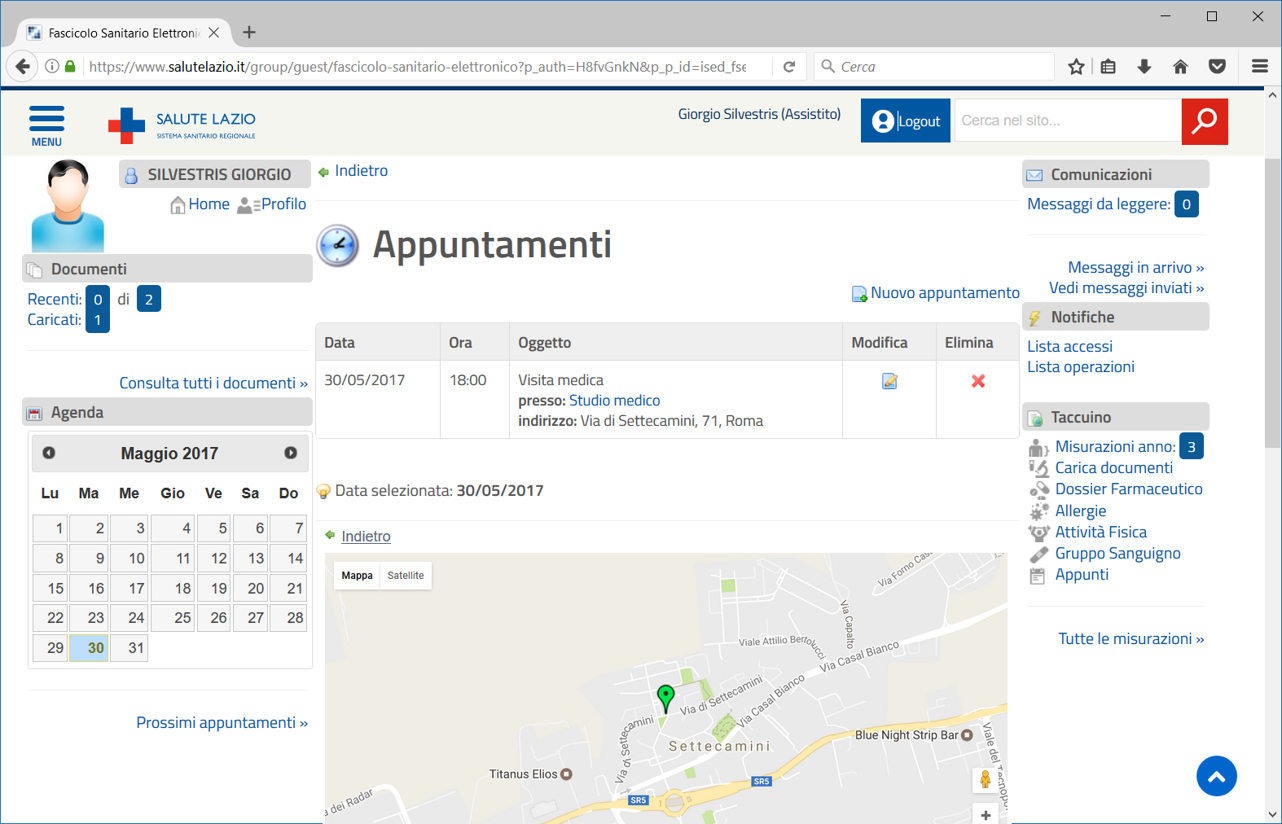 Fascicolo Sanitario Elettronic
https://www.salutelazio.it/group/guest/fascicolo-sanitario-elettronico?p_auth=H8fvGnkN&p_p_id=ised_fse
Cerca
MENU
SALUTE LAZIO
SISTEMA SANITARIO REGIONALE
Giorgio Silvestris (Assistito)
Logout
Cerca nel sito...
SILVESTRIS GIORGIO
Home Profilo
Documenti
Recenti: 0 di 2
Caricati: 1
Consulta tutti i documenti »
Agenda
Maggio 2017
Lu Ma Me Gio Ve Sa Do
1 2 3 4 5 6 7
8 9 10 11 12 13 14
15 16 17 18 19 20 21
22 23 24 25 26 27 28
29 30 31
Prossimi appuntamenti »
Indietro
Appuntamenti
Nuovo appuntamento
Data Ora Oggetto Modifica Elimina
30/05/2017 18:00 Visita medica
presso: Studio medico
indirizzo: Via di Settecamini, 71, Roma
Data selezionata: 30/05/2017
Indietro
Mappa Satellite
Via Forno Casa
Via Capalto
Viale Attilio Bertolucci
Via Casal Bianco
Via di Settecamini
Via Casal Bianco
Via di Settecamini
Settecamini
Blue Night Strip Bar
Viale del Tecnopolo
Titanus Elios
SR5
SR5
a dei Radar
+
Comunicazioni
Messaggi da leggere: 0
Messaggi in arrivo »
Vedi messaggi inviati »
Notifiche
Lista accessi
Lista operazioni
Taccuino
Misurazioni anno: 3
Carica documenti
Dossier Farmaceutico
Allergie
Attività Fisica
Gruppo Sanguigno
Appunti
Tutte le misurazioni »